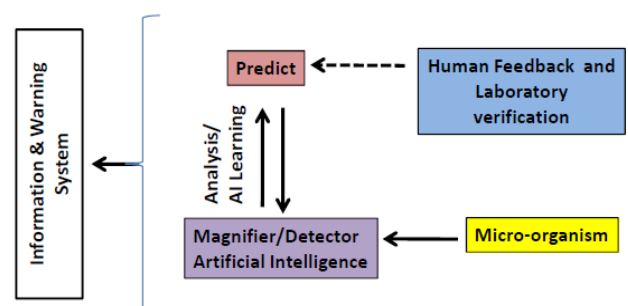 Information & Warning
System
Predict
Human Feedback and
Laboratory
verification
Analysis/
AI Learning
Magnifier/Detector
Artificial Intelligence
Micro-organism